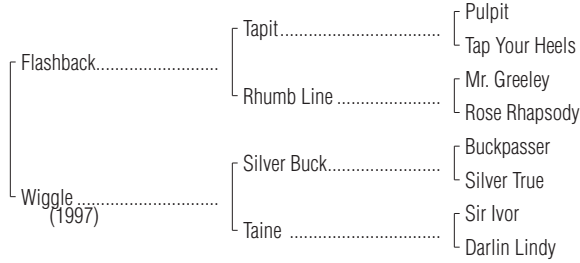 Pulpit
Tapit
Tap Your Heels
Flashback
Mr. Greeley
Rhumb Line
Rose Rhapsody
Buckpasser
Silver Buck
Silver True
Wiggle
(1997)
Sir Ivor
Taine
Darlin Lindy